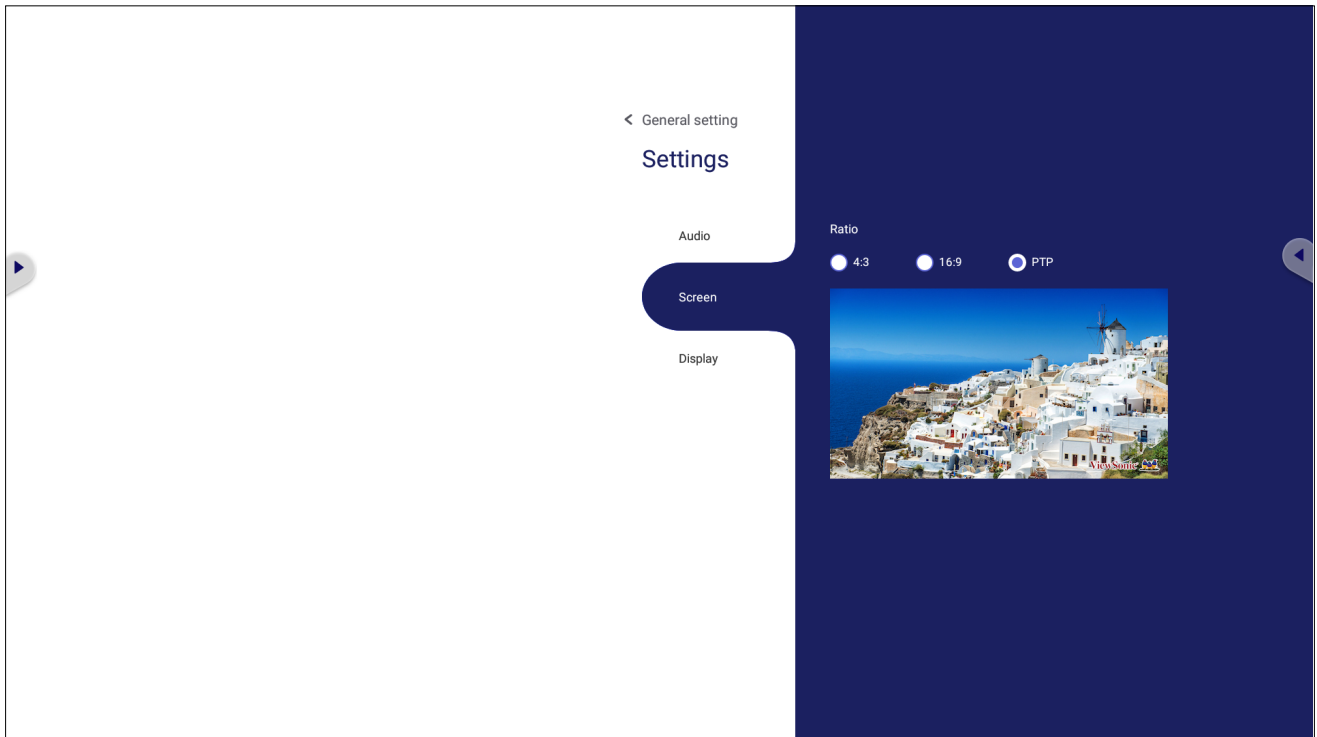 General setting
Settings
Audio
Screen
Display
Ratio
4:3 16:9 PTP
ViewSonic